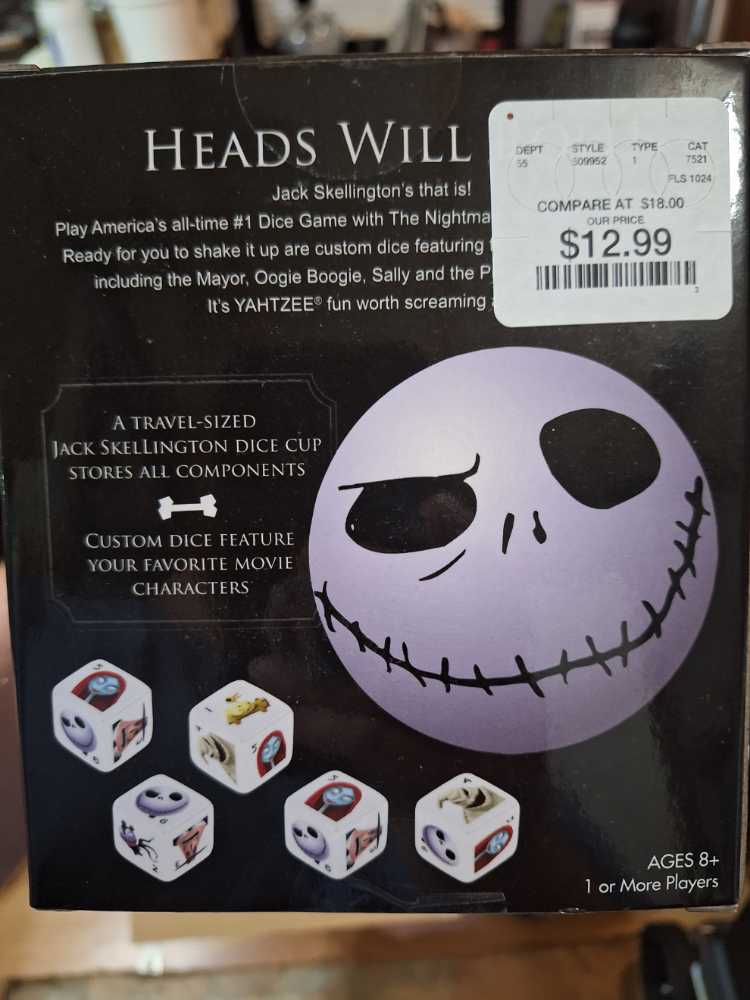 HEADS WILL
Jack Skellington's that is!
Play America's all-time #1 Dice Game with The Nightma
Ready for you to shake it up are custom dice featuring
including the Mayor, Oogie Boogie, Sally and the P
It's YAHTZEE® fun worth screaming
DEPT STYLE TYPE CAT
55 509952 1 7521
FLS 1024
COMPARE AT $18.00
OUR PRICE
$12.99
3
A TRAVEL-SIZED
JACK SKELLINGTON DICE CUP
STORES ALL COMPONENTS
CUSTOM DICE FEATURE
YOUR FAVORITE MOVIE
CHARACTERS
AGES 8+
1 or More Players